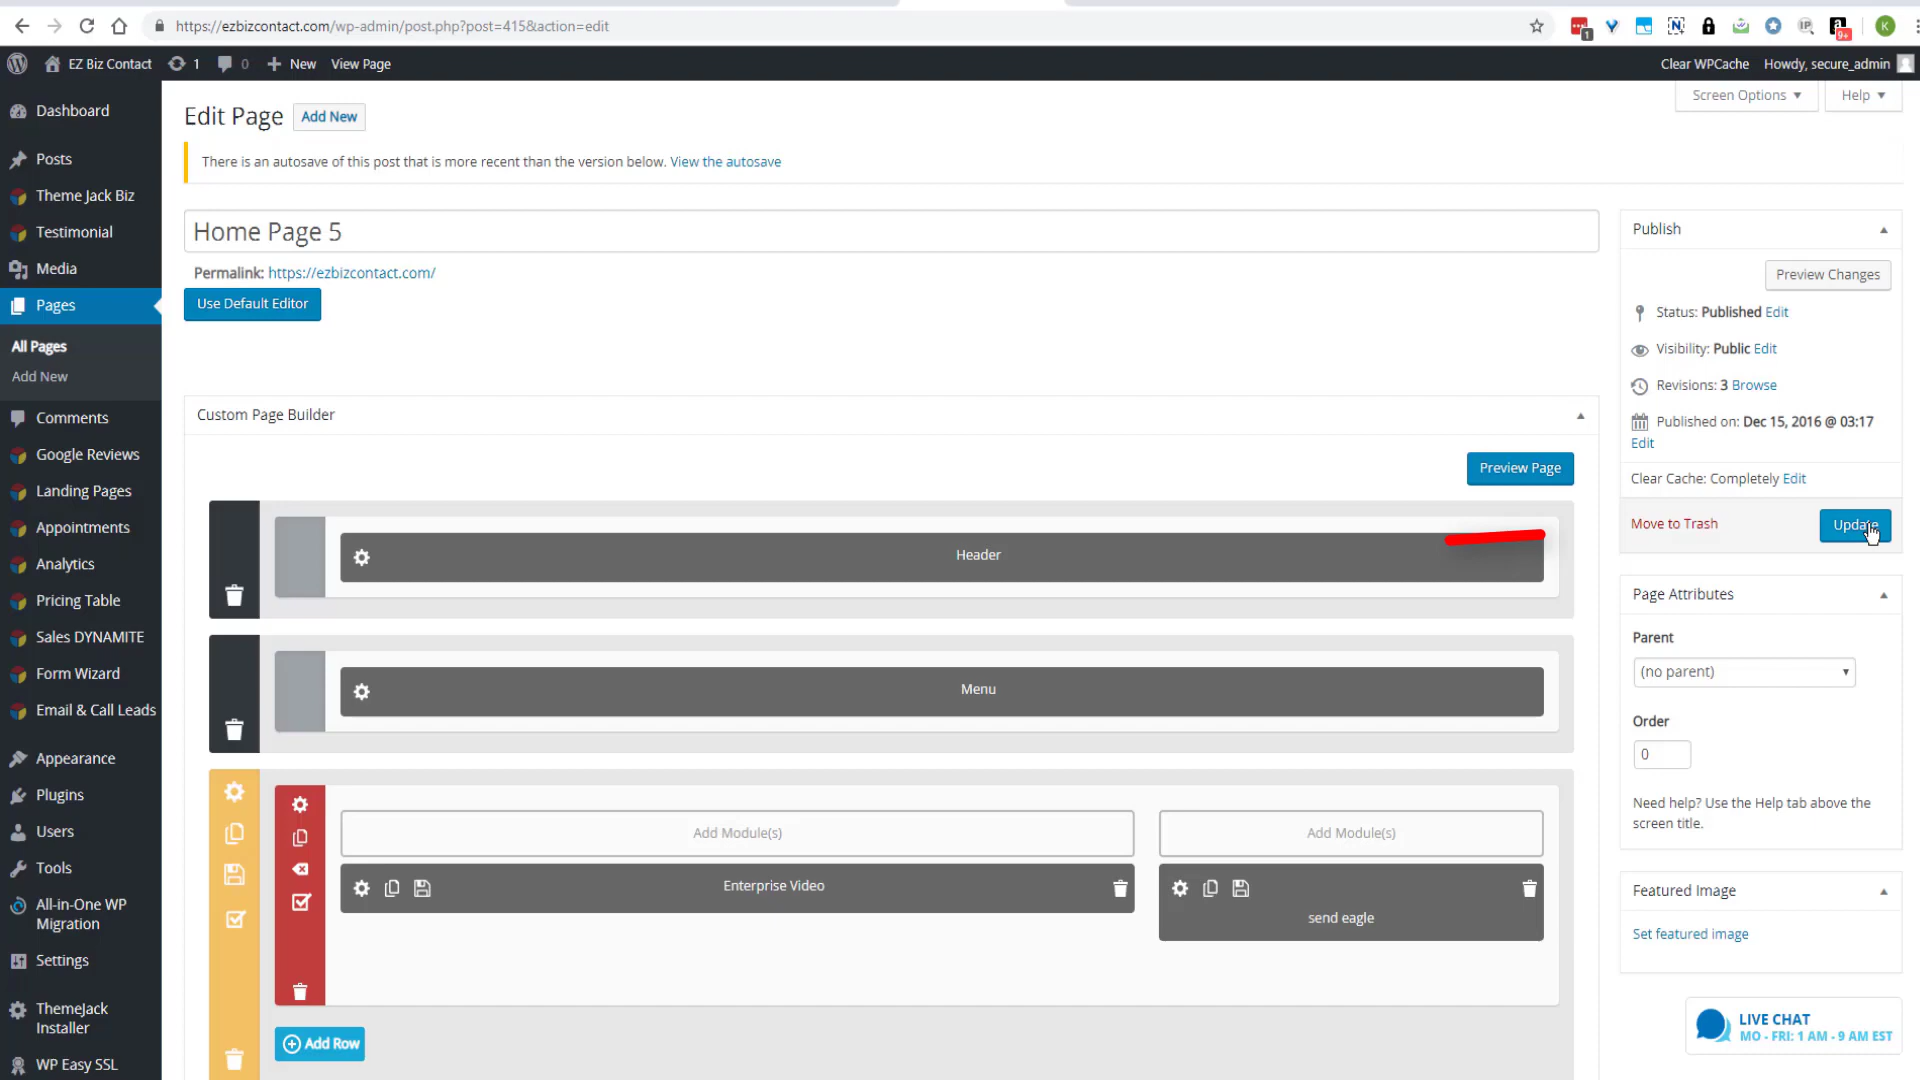 https://ezbizcontact.com/wp-admin/post.php?post=415&action=edit
1
IP
9+
K
EZ Biz Contact
1
0
New
View Page
Clear WPCache
Howdy, secure_admin
Dashboard
Posts
Theme Jack Biz
Testimonial
Media
Pages
All Pages
Add New
Comments
Google Reviews
Landing Pages
Appointments
Analytics
Pricing Table
Sales DYNAMITE
Form Wizard
Email & Call Leads
Appearance
Plugins
Users
Tools
All-in-One WP
Migration
Settings
ThemeJack
Installer
WP Easy SSL
Edit Page
Add New
Screen Options
Help
There is an autosave of this post that is more recent than the version below. View the autosave
Home Page 5
Permalink: https://ezbizcontact.com/
Use Default Editor
Custom Page Builder
Preview Page
Header
Menu
Add Module(s)
Add Module(s)
Enterprise Video
send eagle
Add Row
Publish
Preview Changes
Status: Published Edit
Visibility: Public Edit
Revisions: 3 Browse
Published on: Dec 15, 2016 @ 03:17
Edit
Clear Cache: Completely Edit
Move to Trash
Update
Page Attributes
Parent
(no parent)
Order
0
Need help? Use the Help tab above the
screen title.
Featured Image
Set featured image
LIVE CHAT
MO - FRI: 1 AM - 9 AM EST